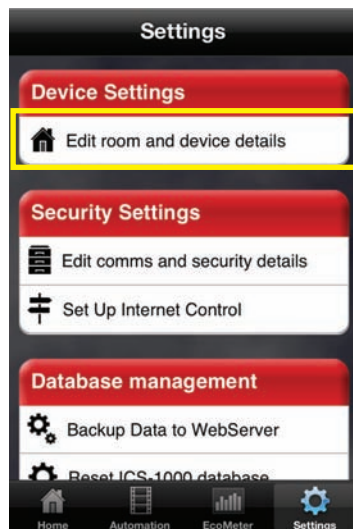 Settings
Device Settings
Edit room and device details
Security Settings
Edit comms and security details
Set Up Internet Control
Database management
Backup Data to WebServer
Reset ICS-1000 database
Home Automation EcoMeter Settings